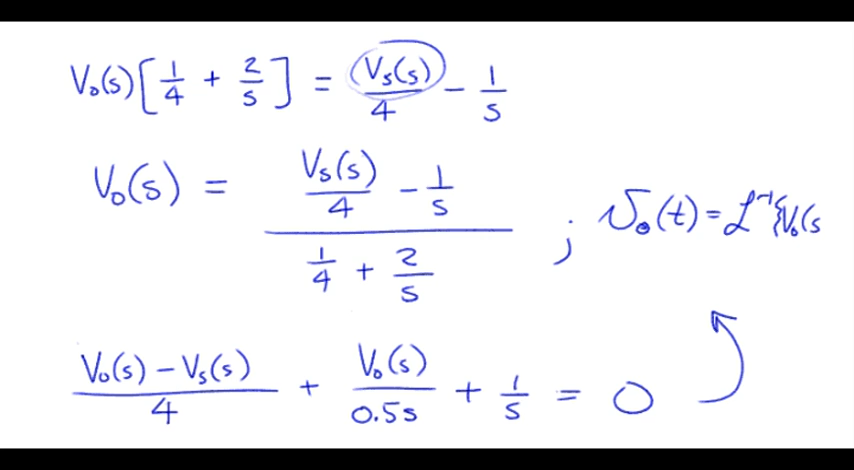 V₀(s)[1/4 + 2/s] = V_s(s)/4 − 1/s
V₀(s) = (V_s(s)/4 − 1/s)/(1/4 + 2/s) ; v₀(t) = ℒ⁻¹{V₀(s
(V₀(s) − V_s(s))/4 + V₀(s)/0.5s + 1/s = 0